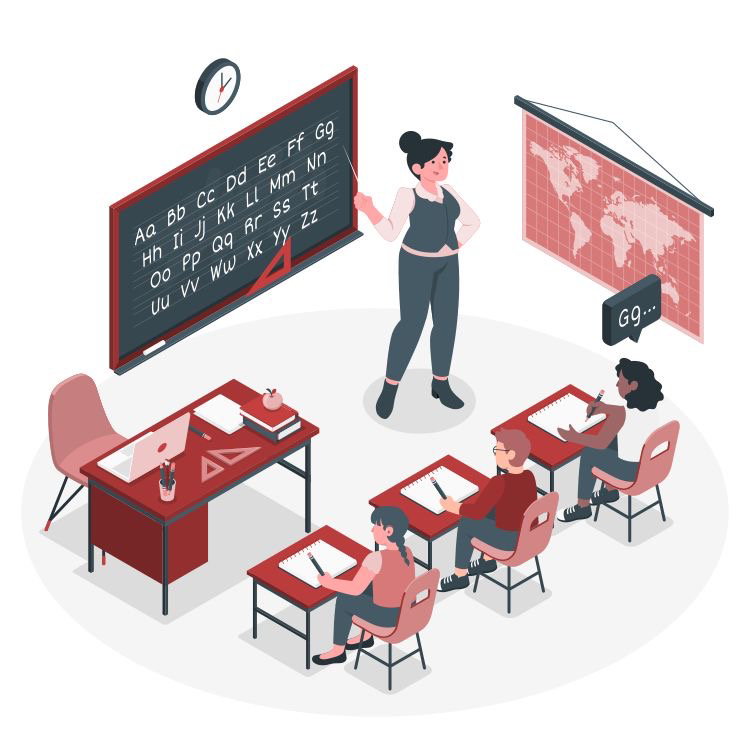 Aa Bb Cc Dd Ee Ff Gg
Hh Ii Jj Kk Ll Mm Nn
Oo Pp Qq Rr Ss Tt
Uu Vv Ww Xx Yy Zz
Gg...